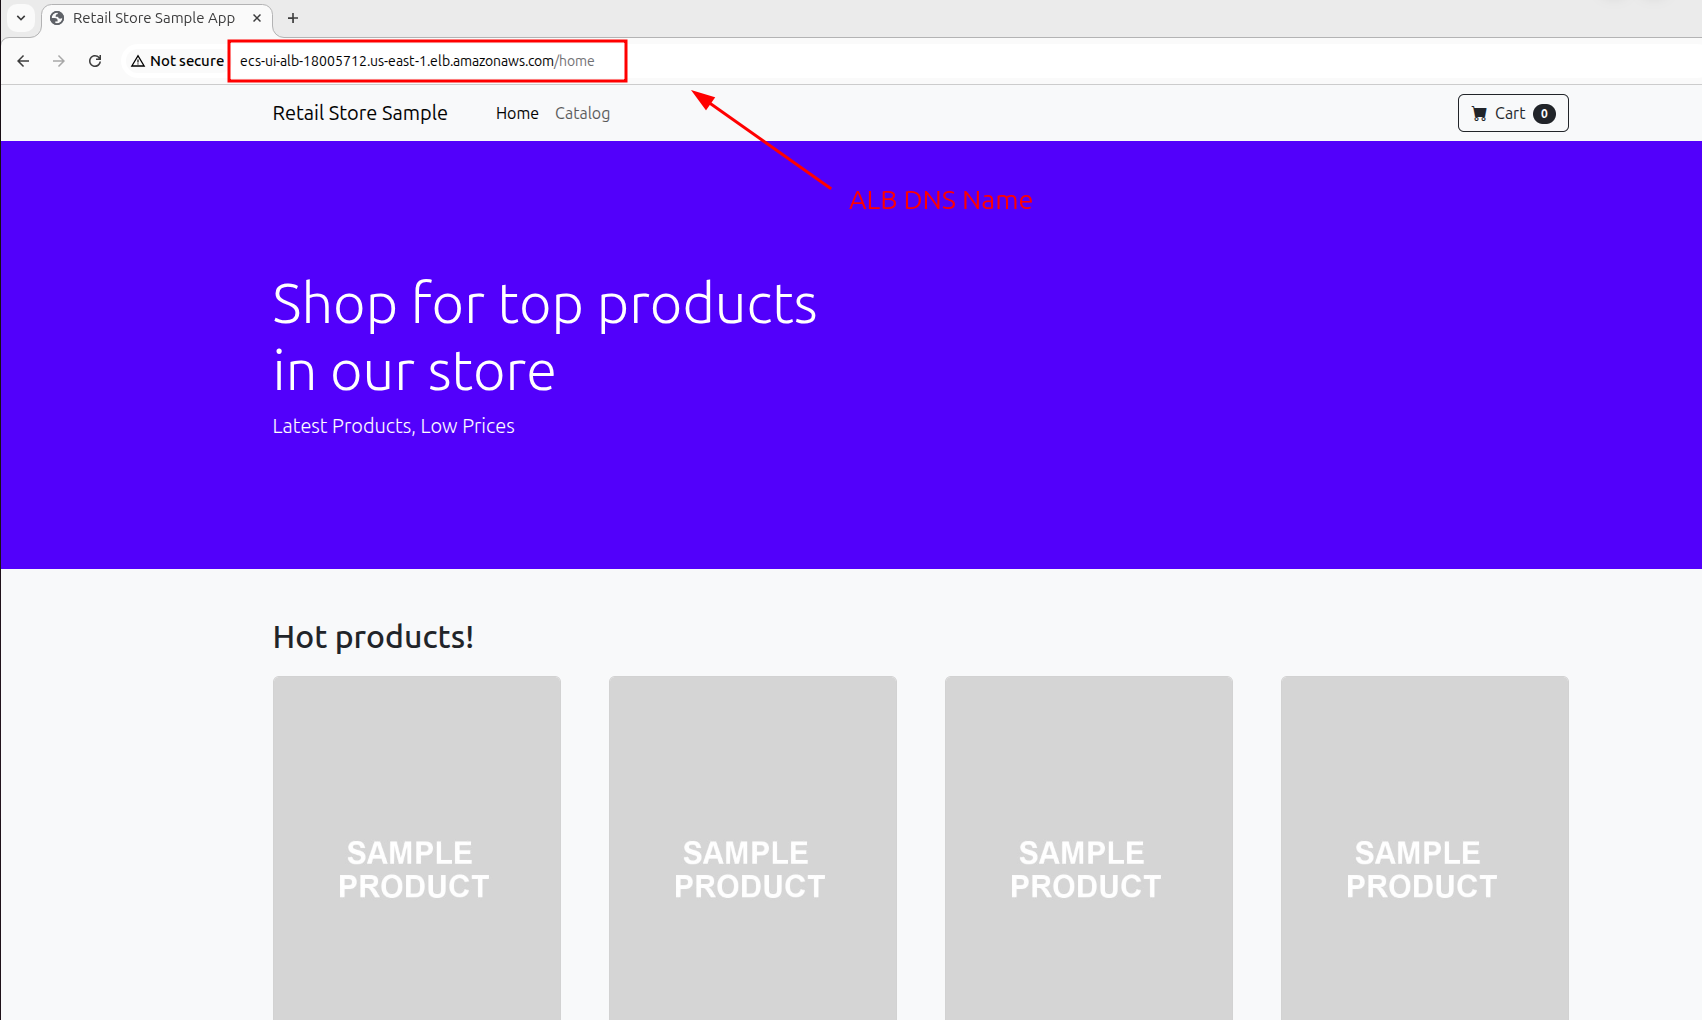 Retail Store Sample App
Not secure ecs-ui-alb-18005712.us-east-1.elb.amazonaws.com/home
Retail Store Sample Home Catalog Cart 0
ALB DNS Name
Shop for top products
in our store
Latest Products, Low Prices
Hot products!
SAMPLE
PRODUCT
SAMPLE
PRODUCT
SAMPLE
PRODUCT
SAMPLE
PRODUCT